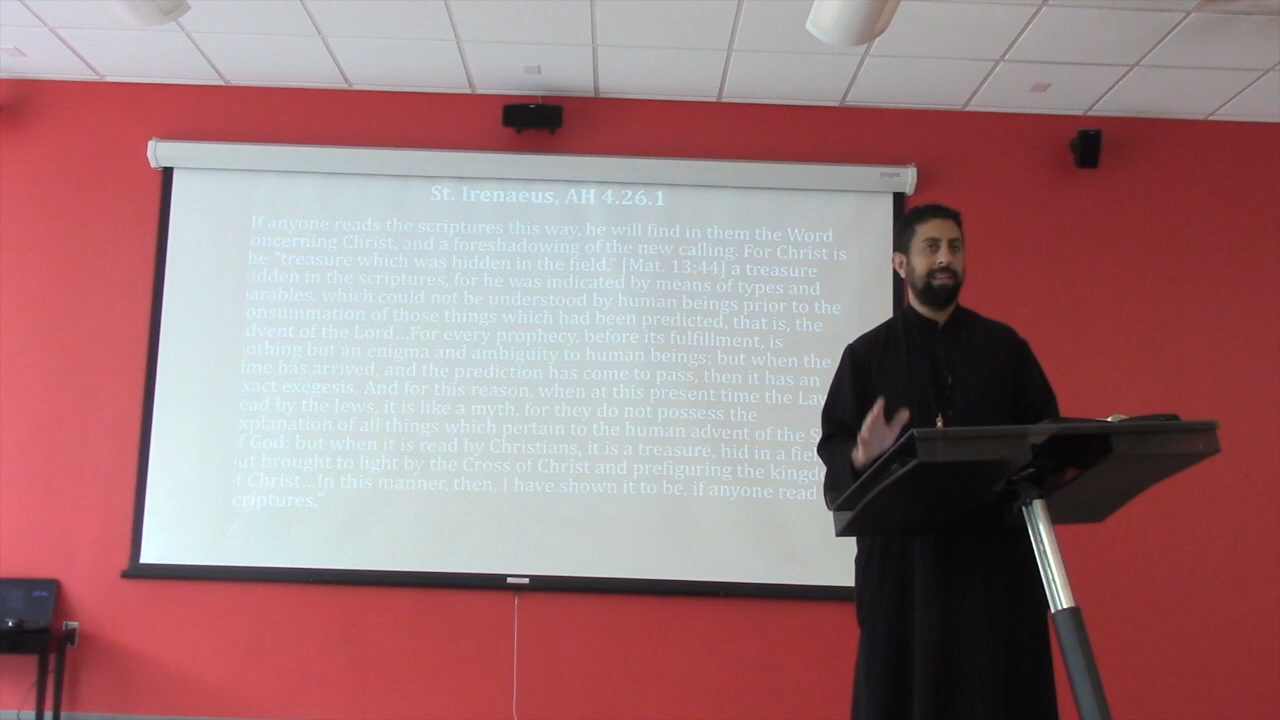 St. Irenaeus, AH 4.26.1
If anyone reads the scriptures this way, he will find in them the Word
oncerning Christ, and a foreshadowing of the new calling. For Christ is
he "treasure which was hidden in the field," [Mat. 13:44] a treasure
idden in the scriptures, for he was indicated by means of types and
arables, which could not be understood by human beings prior to the
onsummation of those things which had been predicted, that is, the
dvent of the Lord...For every prophecy, before its fulfillment, is
othing but an enigma and ambiguity to human beings; but when the
ime has arrived, and the prediction has come to pass, then it has an
xact exegesis. And for this reason, when at this present time the Law
ead by the Jews, it is like a myth, for they do not possess the
xplanation of all things which pertain to the human advent of the S
f God; but when it is read by Christians, it is a treasure, hid in a fiel
ut brought to light by the Cross of Christ and prefiguring the kingdo
f Christ...In this manner, then, I have shown it to be, if anyone read
criptures."